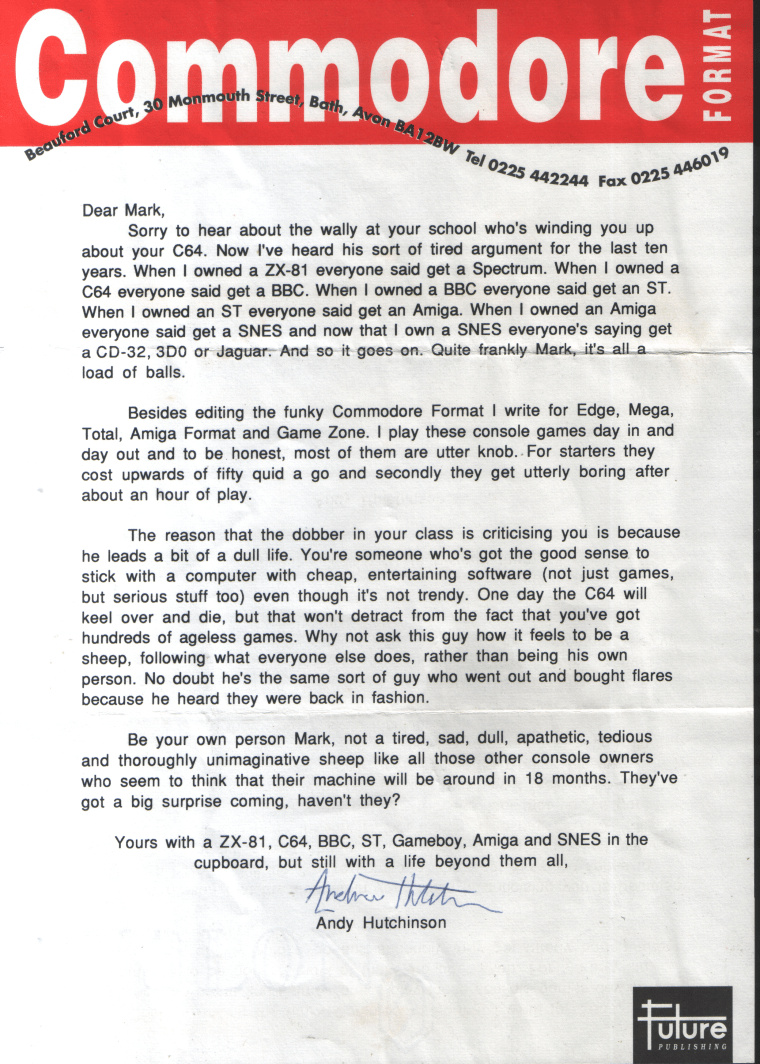 Commodore
FORMAT
Beauford Court, 30 Monmouth Street, Bath, Avon BA12BW Tel 0225 442244 Fax 0225 446019
Dear Mark,
Sorry to hear about the wally at your school who's winding you up
about your C64. Now I've heard his sort of tired argument for the last ten
years. When I owned a ZX-81 everyone said get a Spectrum. When I owned a
C64 everyone said get a BBC. When I owned a BBC everyone said get an ST.
When I owned an ST everyone said get an Amiga. When I owned an Amiga
everyone said get a SNES and now that I own a SNES everyone's saying get
a CD-32, 3D0 or Jaguar. And so it goes on. Quite frankly Mark, it's all a
load of balls.
Besides editing the funky Commodore Format I write for Edge, Mega,
Total, Amiga Format and Game Zone. I play these console games day in and
day out and to be honest, most of them are utter knob. For starters they
cost upwards of fifty quid a go and secondly they get utterly boring after
about an hour of play.
The reason that the dobber in your class is criticising you is because
he leads a bit of a dull life. You're someone who's got the good sense to
stick with a computer with cheap, entertaining software (not just games,
but serious stuff too) even though it's not trendy. One day the C64 will
keel over and die, but that won't detract from the fact that you've got
hundreds of ageless games. Why not ask this guy how it feels to be a
sheep, following what everyone else does, rather than being his own
person. No doubt he's the same sort of guy who went out and bought flares
because he heard they were back in fashion.
Be your own person Mark, not a tired, sad, dull, apathetic, tedious
and thoroughly unimaginative sheep like all those other console owners
who seem to think that their machine will be around in 18 months. They've
got a big surprise coming, haven't they?
Yours with a ZX-81, C64, BBC, ST, Gameboy, Amiga and SNES in the
cupboard, but still with a life beyond them all,
Andrew Hutchinson
Andy Hutchinson
Future
PUBLISHING